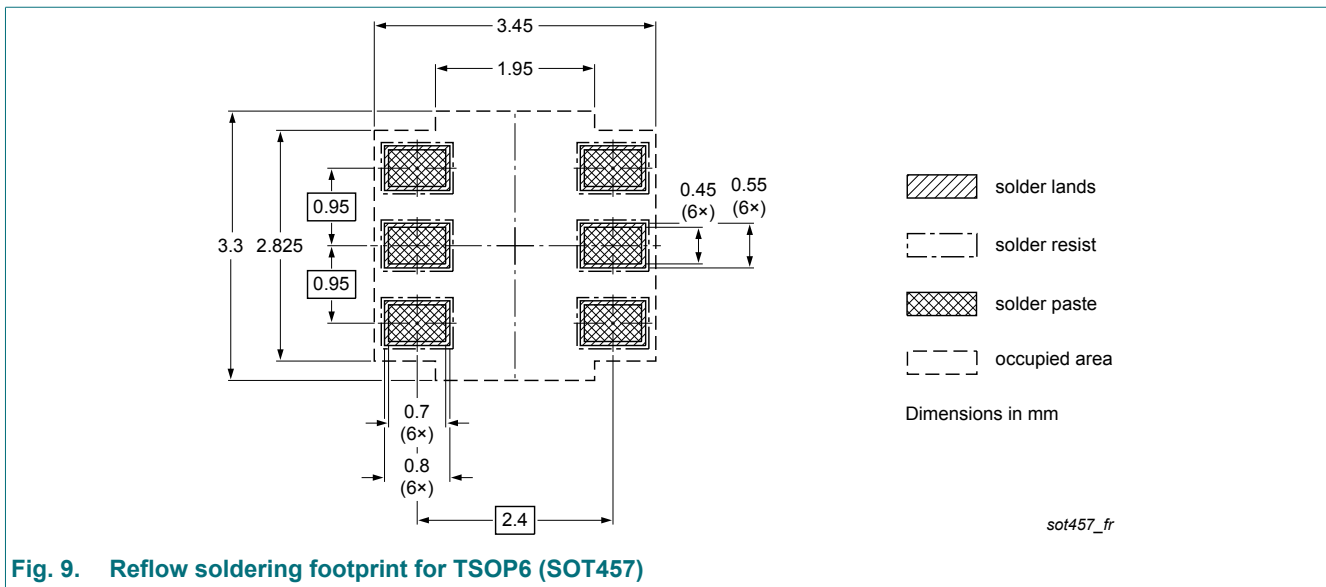 3.45
1.95
0.95
3.3 2.825
0.95
0.45 (6×)
0.55 (6×)
0.7 (6×)
0.8 (6×)
2.4
solder lands
solder resist
solder paste
occupied area
Dimensions in mm
sot457_fr
Fig. 9. Reflow soldering footprint for TSOP6 (SOT457)